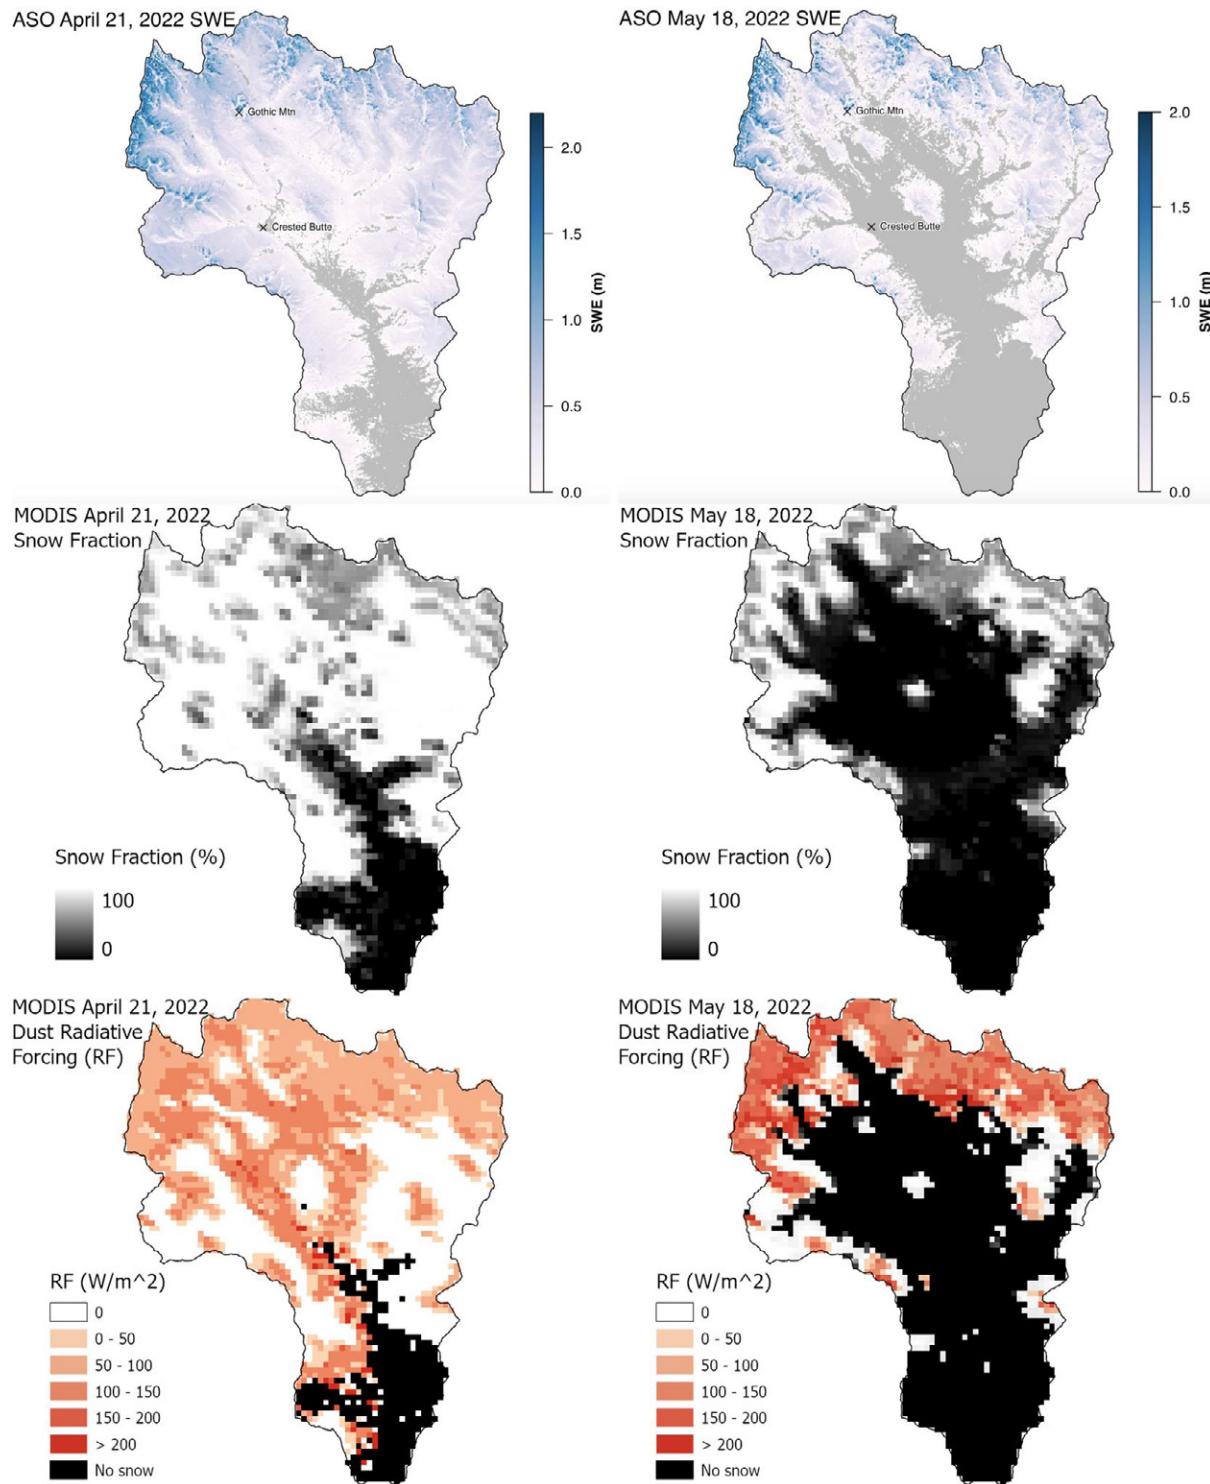 ASO April 21, 2022 SWE
Gothic Mtn
Crested Butte
2.0
1.5
1.0
0.5
0.0
SWE (m)
ASO May 18, 2022 SWE
Gothic Mtn
Crested Butte
2.0
1.5
1.0
0.5
0.0
SWE (m)
MODIS April 21, 2022
Snow Fraction
Snow Fraction (%)
100
0
MODIS May 18, 2022
Snow Fraction
Snow Fraction (%)
100
0
MODIS April 21, 2022
Dust Radiative
Forcing (RF)
RF (W/m^2)
0
0 - 50
50 - 100
100 - 150
150 - 200
> 200
No snow
MODIS May 18, 2022
Dust Radiative
Forcing (RF)
RF (W/m^2)
0
0 - 50
50 - 100
100 - 150
150 - 200
> 200
No snow